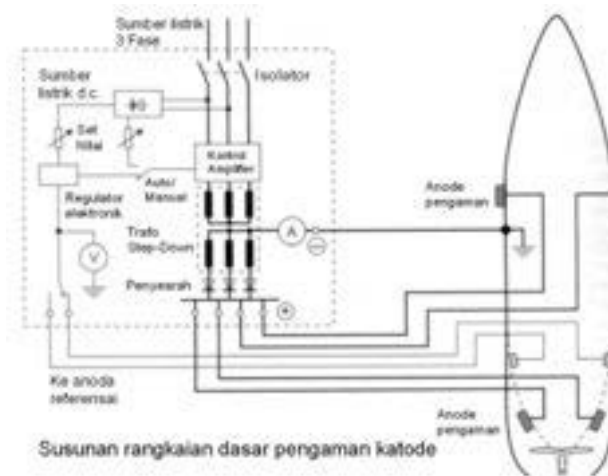 Sumber listrik
3 Fase
Isolator
Sumber
listrik d.c.
Set
Nilai
Kontrol
Amplifier
Auto/
Manual
Regulator
elektronik
Trafo
Step-Down
V
A
Penyearah
Anode
pengaman
Ke anoda
referensai
Anode
pengaman
Susunan rangkaian dasar pengaman katode